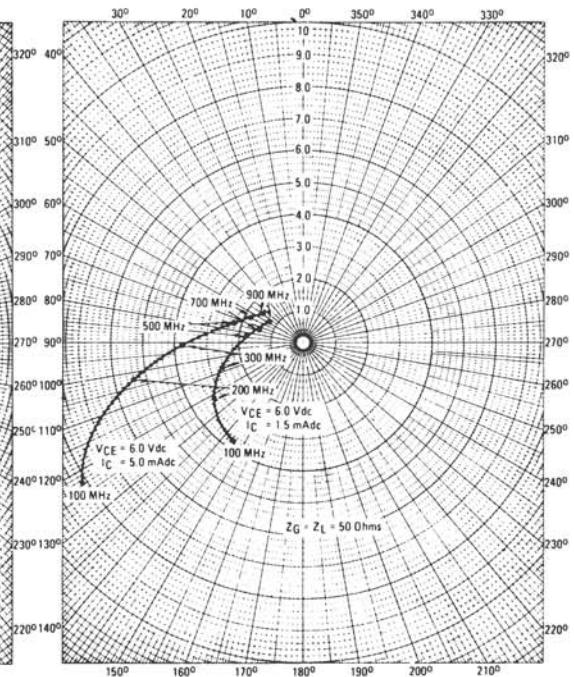 30° 20° 10° 0° 350° 340° 330°
320° 40° 320°
310° 50° 310°
300° 60° 300°
290° 70° 290°
280° 80° 280°
270° 90° 270°
260° 100° 260°
250° 110° 250°
240° 120° 240°
230° 130° 230°
220° 140° 220°
150° 160° 170° 180° 190° 200° 210°
10
9.0
8.0
7.0
6.0
5.0
4.0
3.0
2.0
1.0
900 MHz
700 MHz
500 MHz
300 MHz
200 MHz
VCE = 6.0 Vdc
IC = 1.5 mAdc
100 MHz
VCE = 6.0 Vdc
IC = 5.0 mAdc
100 MHz
ZG = ZL = 50 Ohms